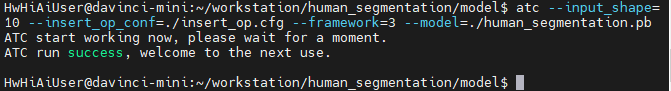 HwHiAiUser@davinci-mini:~/workstation/human_segmentation/model$ atc --input_shape=
10 --insert_op_conf=./insert_op.cfg --framework=3 --model=./human_segmentation.pb
ATC start working now, please wait for a moment.
ATC run success, welcome to the next use.

HwHiAiUser@davinci-mini:~/workstation/human_segmentation/model$